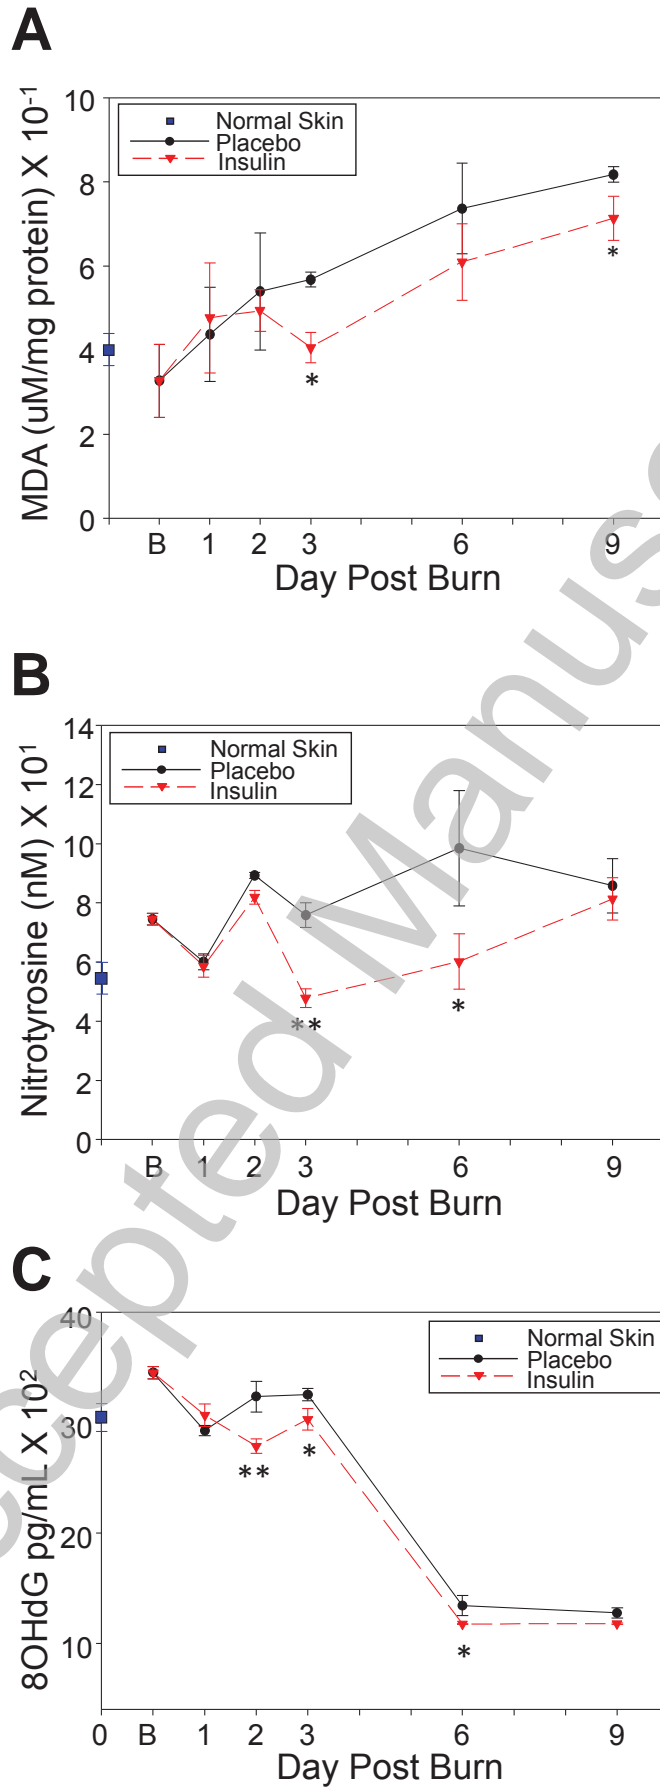 A
MDA (uM/mg protein) X 10⁻¹
10
8
6
4
2
0
Normal Skin
Placebo
Insulin
*
*
B 1 2 3 6 9
Day Post Burn
B
Nitrotyrosine (nM) X 10¹
14
12
10
8
6
4
2
0
Normal Skin
Placebo
Insulin
**
*
B 1 2 3 6 9
Day Post Burn
C
8OHdG pg/mL X 10²
40
30
20
10
Normal Skin
Placebo
Insulin
**
*
*
0 B 1 2 3 6 9
Day Post Burn
cepted Manus